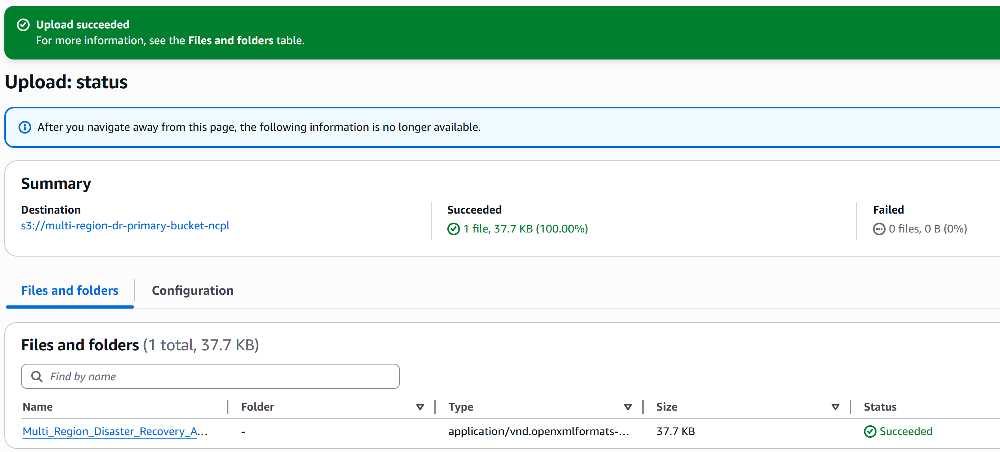 Upload succeeded
For more information, see the Files and folders table.
Upload: status
After you navigate away from this page, the following information is no longer available.
Summary
Destination
s3://multi-region-dr-primary-bucket-ncpl
Succeeded
1 file, 37.7 KB (100.00%)
Failed
0 files, 0 B (0%)
Files and folders
Configuration
Files and folders (1 total, 37.7 KB)
Find by name
Name Folder Type Size Status
Multi_Region_Disaster_Recovery_A... - application/vnd.openxmlformats-... 37.7 KB Succeeded